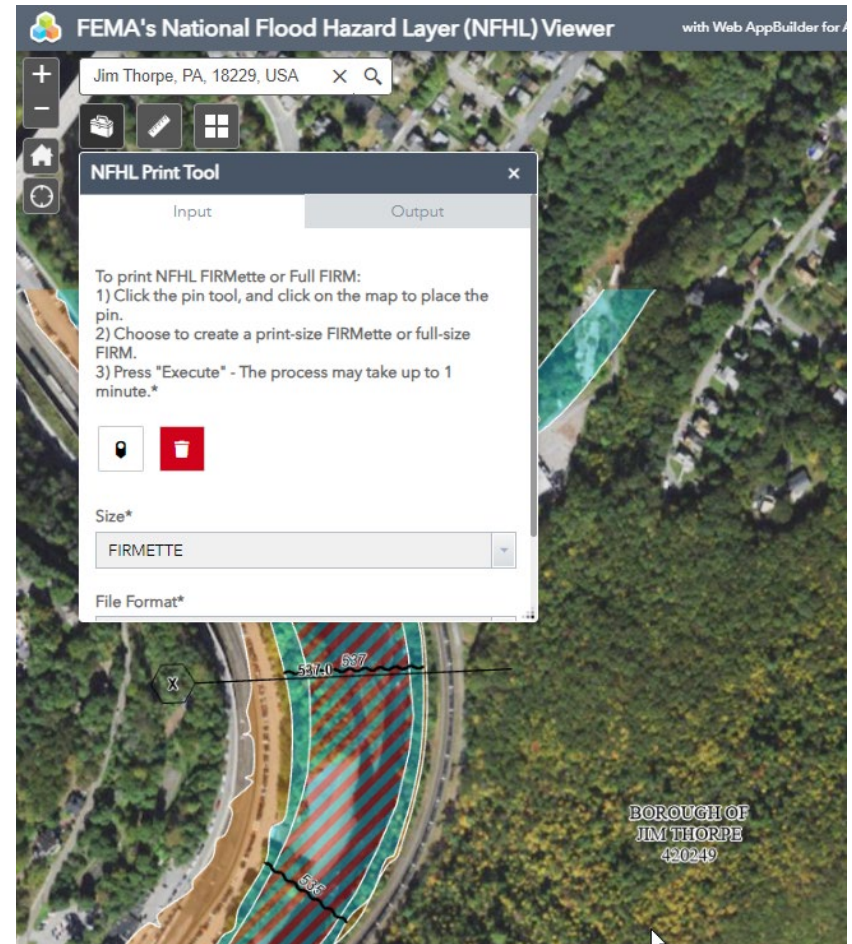 FEMA's National Flood Hazard Layer (NFHL) Viewer
with Web AppBuilder for A
+
Jim Thorpe, PA, 18229, USA
−
NFHL Print Tool
Input
Output
To print NFHL FIRMette or Full FIRM:
1) Click the pin tool, and click on the map to place the
pin.
2) Choose to create a print-size FIRMette or full-size
FIRM.
3) Press "Execute" - The process may take up to 1
minute.*
Size*
FIRMETTE
File Format*
537.0
537
X
BOROUGH OF
JIM THORPE
420249
535